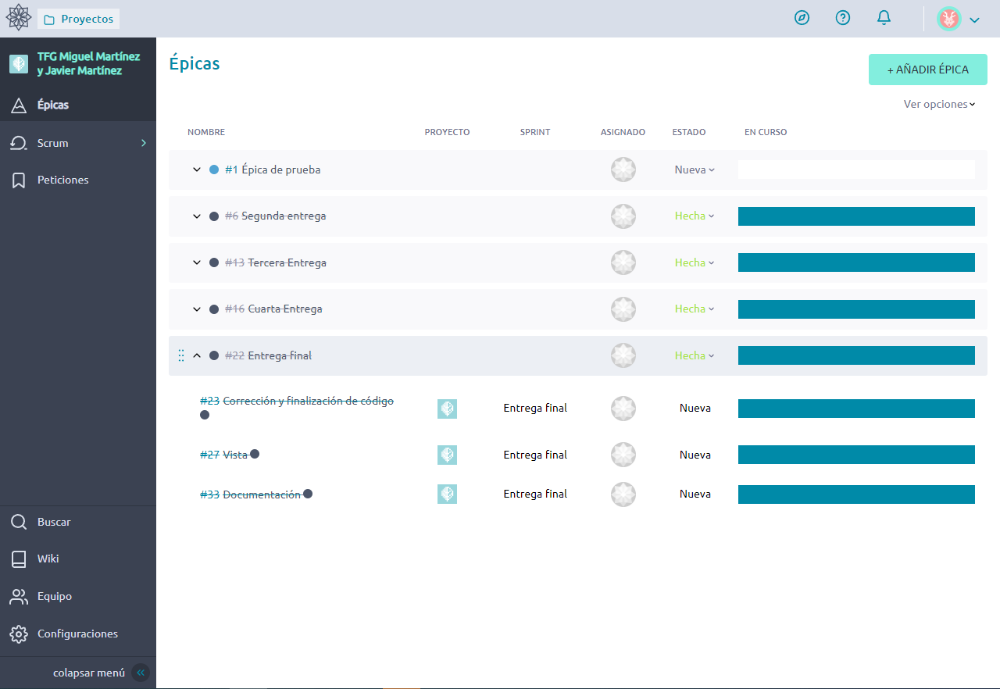 Proyectos
TFG Miguel Martínez
y Javier Martínez
Épicas
Scrum
Peticiones
Buscar
Wiki
Equipo
Configuraciones
colapsar menú
Épicas
+ AÑADIR ÉPICA
Ver opciones
NOMBRE PROYECTO SPRINT ASIGNADO ESTADO EN CURSO
#1 Épica de prueba Nueva
#6 Segunda entrega Hecha
#13 Tercera Entrega Hecha
#16 Cuarta Entrega Hecha
#22 Entrega final Hecha
#23 Corrección y finalización de código Entrega final Nueva
#27 Vista Entrega final Nueva
#33 Documentación Entrega final Nueva